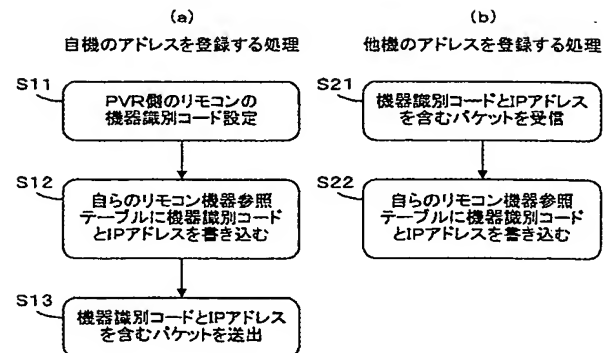 (a)
自機のアドレスを登録する処理
S11
PVR側のリモコンの
機器識別コード設定
S12
自らのリモコン機器参照
テーブルに機器識別コード
とIPアドレスを書き込む
S13
機器識別コードとIPアドレス
を含むパケットを送出
(b)
他機のアドレスを登録する処理
S21
機器識別コードとIPアドレス
を含むパケットを受信
S22
自らのリモコン機器参照
テーブルに機器識別コード
とIPアドレスを書き込む